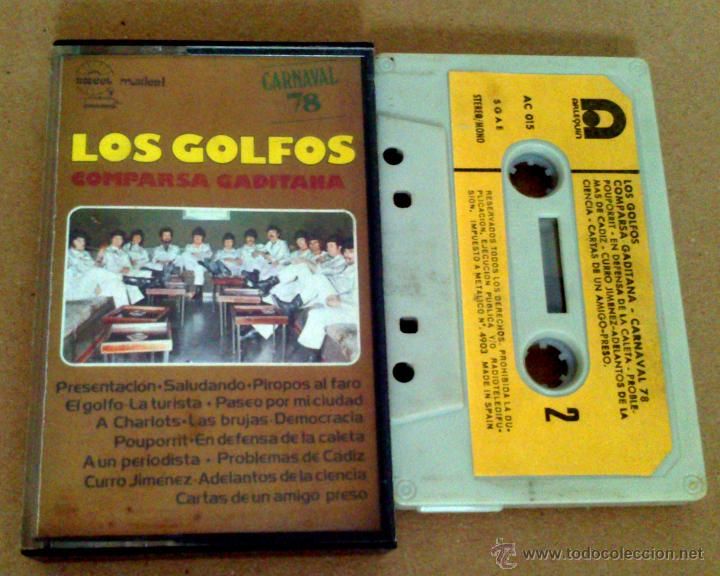 musical
CARNAVAL
'78
LOS GOLFOS
COMPARSA GADITANA
Presentación·Saludando·Piropos al faro
El golfo·La turista·Paseo por mi ciudad
A Charlots·Las brujas·Democracia
Pouporrit·En defensa de la caleta
A un periodista·Problemas de Cádiz
Curro Jimenez·Adelantos de la ciencia
Cartas de un amigo preso
ARLEQUIN
AC 015
S G A E
STEREO/MONO
LOS GOLFOS
COMPARSA GADITANA - CARNAVAL 78
POUPORRIT-EN DEFENSA DE LA CALETA - PROBLE-
MAS DE CADIZ - CURRO JIMENEZ-ADELANTOS DE LA
CIENCIA - CARTAS DE UN AMIGO-PRESO.
2
RESERVADOS TODOS LOS DERECHOS. PROHIBIDA LA DU-
PLICACION, EJECUCION PUBLICA Y/O RADIOTELEDIFU-
SION. IMPUESTO A METALICO Nº. 4903 MADE IN SPAIN
© www.todocoleccion.net